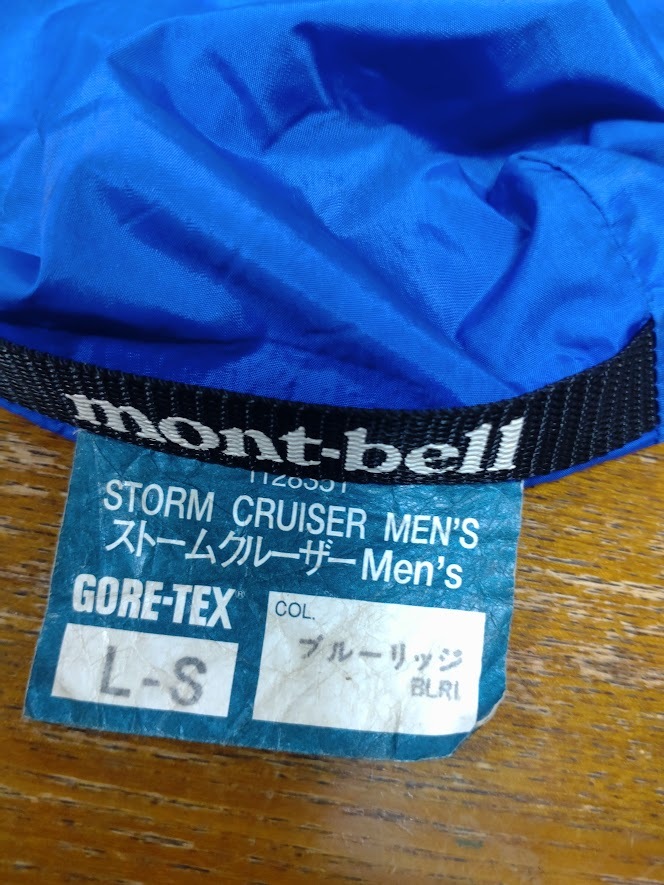 mont-bell
1128351
STORM CRUISER MEN'S
ストームクルーザーMen's
GORE-TEX®
COL.
ブルーリッジ
BLRI
L-S